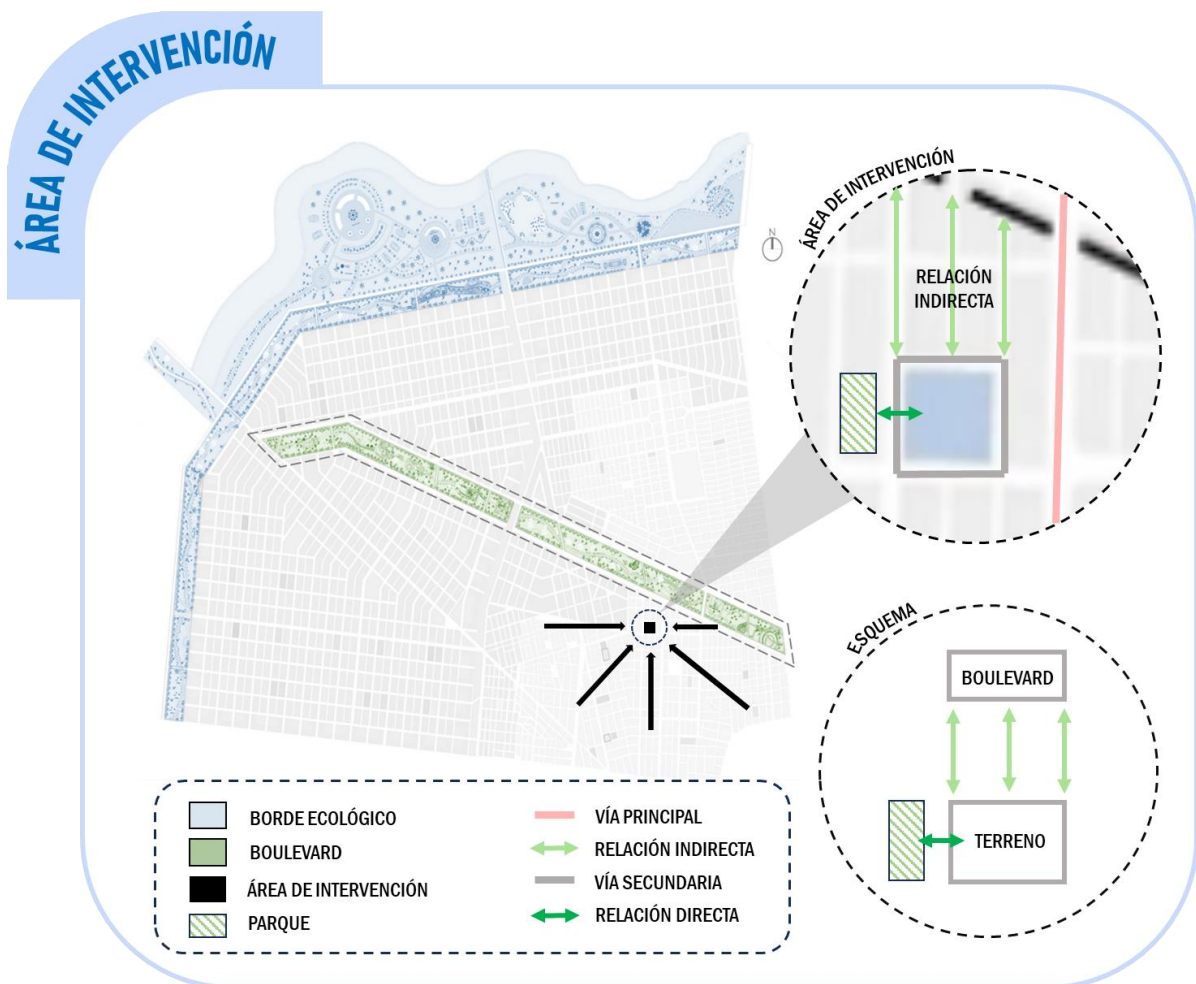 ÁREA DE INTERVENCIÓN
N
ÁREA DE INTERVENCIÓN
RELACIÓN
INDIRECTA
ESQUEMA
BOULEVARD
TERRENO
BORDE ECOLÓGICO
BOULEVARD
ÁREA DE INTERVENCIÓN
PARQUE
VÍA PRINCIPAL
RELACIÓN INDIRECTA
VÍA SECUNDARIA
RELACIÓN DIRECTA